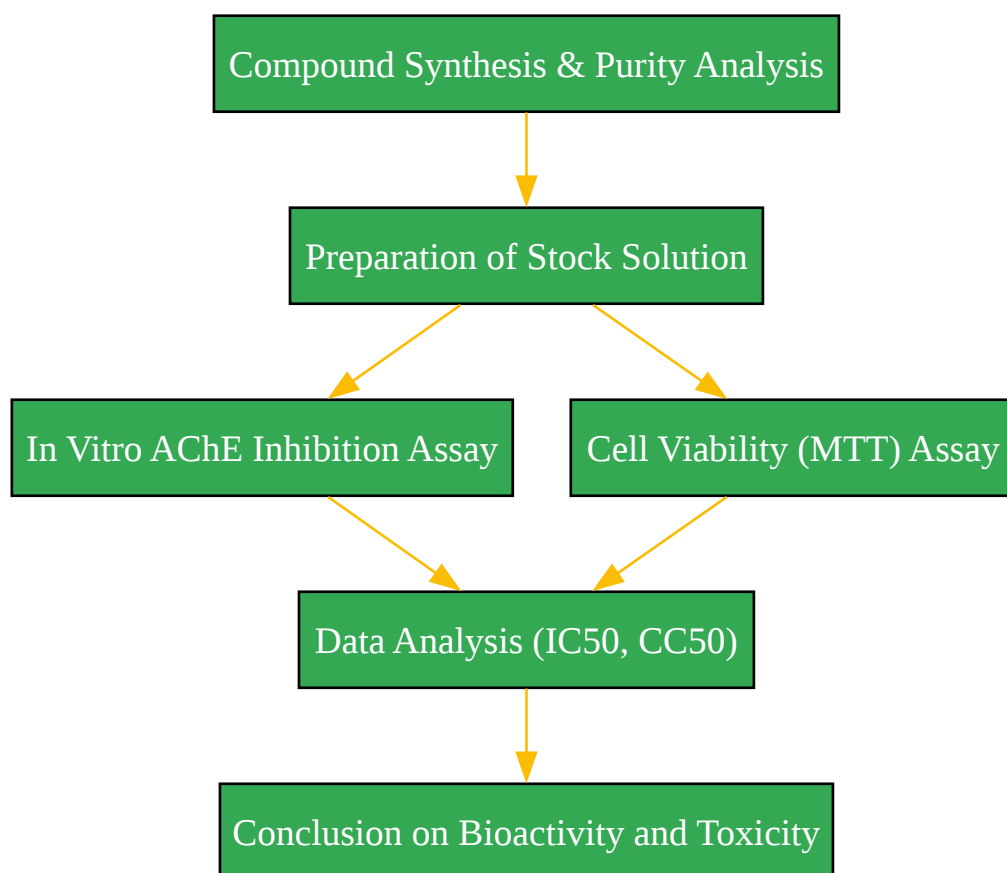 Compound Synthesis & Purity Analysis
Preparation of Stock Solution
In Vitro AChE Inhibition Assay
Cell Viability (MTT) Assay
Data Analysis (IC50, CC50)
Conclusion on Bioactivity and Toxicity